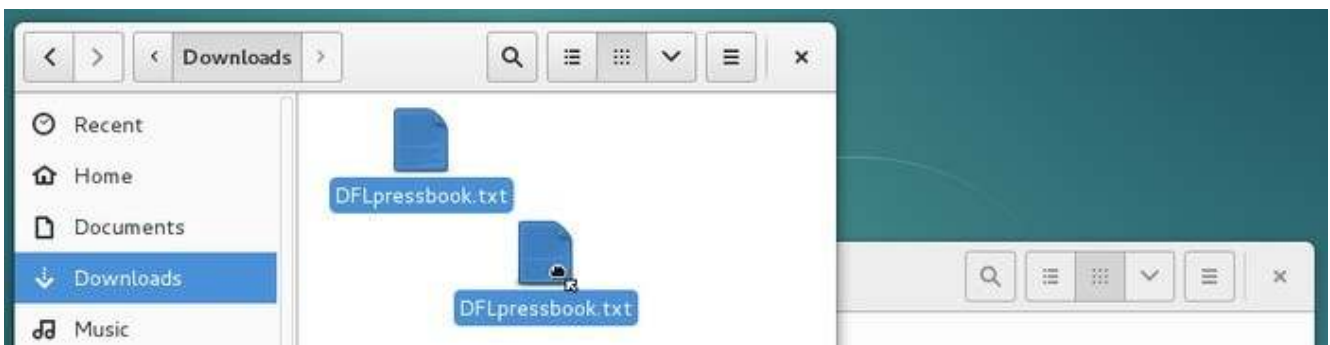 Downloads
Recent
Home
Documents
Downloads
Music
DFLpressbook.txt
DFLpressbook.txt